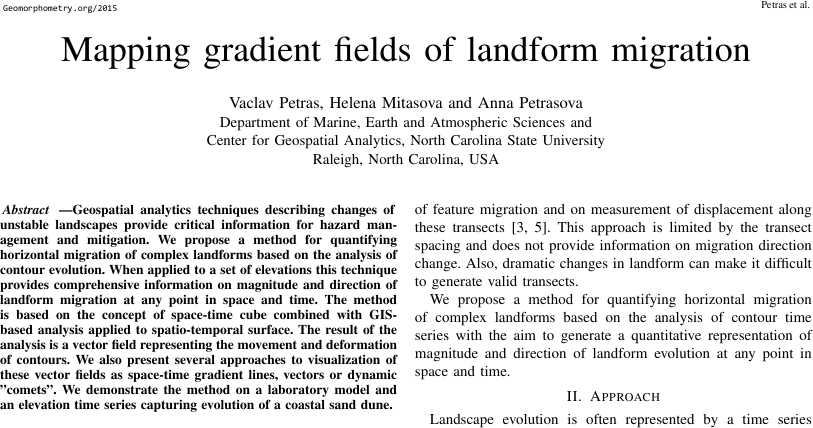 Geomorphometry.org/2015
Petras et al.
Mapping gradient fields of landform migration
Vaclav Petras, Helena Mitasova and Anna Petrasova
Department of Marine, Earth and Atmospheric Sciences and
Center for Geospatial Analytics, North Carolina State University
Raleigh, North Carolina, USA
Abstract —Geospatial analytics techniques describing changes of
unstable landscapes provide critical information for hazard man-
agement and mitigation. We propose a method for quantifying
horizontal migration of complex landforms based on the analysis of
contour evolution. When applied to a set of elevations this technique
provides comprehensive information on magnitude and direction of
landform migration at any point in space and time. The method
is based on the concept of space-time cube combined with GIS-
based analysis applied to spatio-temporal surface. The result of the
analysis is a vector field representing the movement and deformation
of contours. We also present several approaches to visualization of
these vector fields as space-time gradient lines, vectors or dynamic
”comets”. We demonstrate the method on a laboratory model and
an elevation time series capturing evolution of a coastal sand dune.
of feature migration and on measurement of displacement along
these transects [3, 5]. This approach is limited by the transect
spacing and does not provide information on migration direction
change. Also, dramatic changes in landform can make it difficult
to generate valid transects.
We propose a method for quantifying horizontal migration
of complex landforms based on the analysis of contour time
series with the aim to generate a quantitative representation of
magnitude and direction of landform evolution at any point in
space and time.
II. APPROACH
Landscape evolution is often represented by a time series